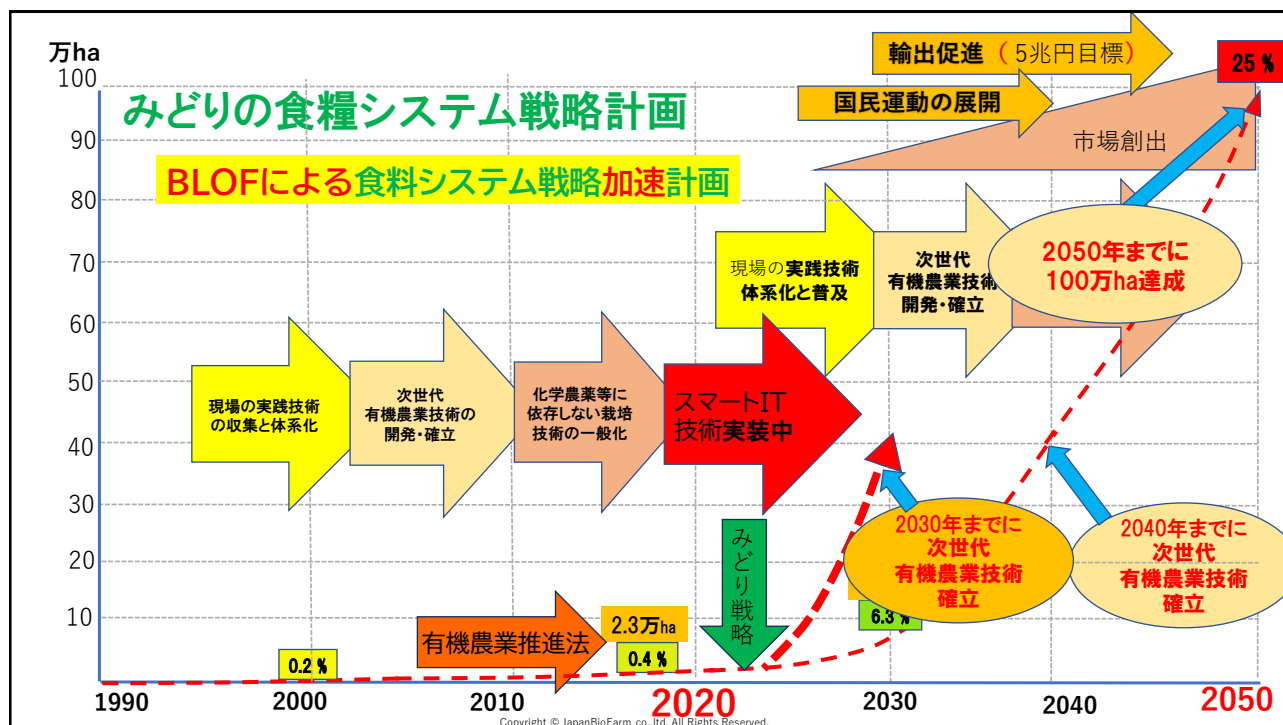 万ha
100
90
80
70
60
50
40
30
20
10
みどりの食糧システム戦略計画
BLOFによる食料システム戦略加速計画
輸出促進（5兆円目標）
国民運動の展開
25 %
市場創出
現場の実践技術
体系化と普及
次世代
有機農業技術
開発・確立
2050年までに
100万ha達成
現場の実践技術
の収集と体系化
次世代
有機農業技術の
開発・確立
化学農薬等に
依存しない栽培
技術の一般化
スマートIT
技術実装中
みどり戦略
2030年までに
次世代
有機農業技術
確立
2040年までに
次世代
有機農業技術
確立
有機農業推進法
2.3万ha
0.4 %
0.2 %
6.3 %
1990
2000
2010
2020
2030
2040
2050
Copyright © JapanBioFarm co.,ltd. All Rights Reserved.